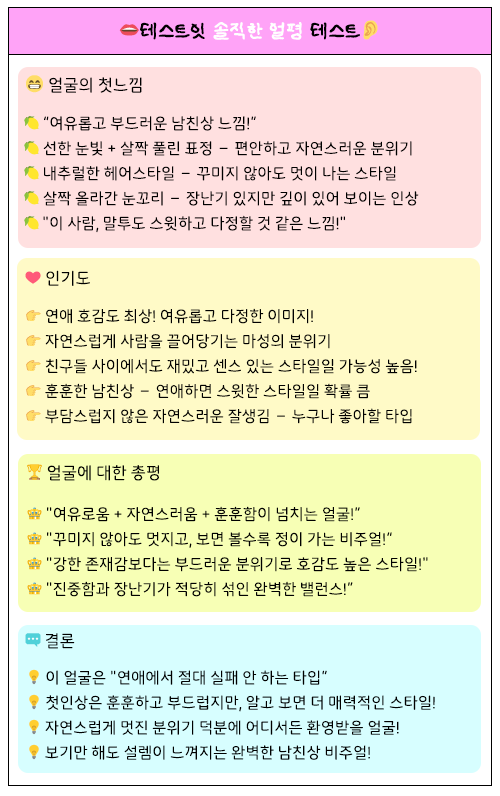 테스트힛 솔직한 얼평 테스트
얼굴의 첫느낌
"여유롭고 부드러운 남친상 느낌!"
선한 눈빛 + 살짝 풀린 표정 – 편안하고 자연스러운 분위기
내추럴한 헤어스타일 – 꾸미지 않아도 멋이 나는 스타일
살짝 올라간 눈꼬리 – 장난기 있지만 깊이 있어 보이는 인상
"이 사람, 말투도 스윗하고 다정할 것 같은 느낌!"
인기도
연애 호감도 최상! 여유롭고 다정한 이미지!
자연스럽게 사람을 끌어당기는 마성의 분위기
친구들 사이에서도 재밌고 센스 있는 스타일일 가능성 높음!
훈훈한 남친상 – 연애하면 스윗한 스타일일 확률 큼
부담스럽지 않은 자연스러운 잘생김 – 누구나 좋아할 타입
얼굴에 대한 총평
"여유로움 + 자연스러움 + 훈훈함이 넘치는 얼굴!"
"꾸미지 않아도 멋지고, 보면 볼수록 정이 가는 비주얼!"
"강한 존재감보다는 부드러운 분위기로 호감도 높은 스타일!"
"진중함과 장난기가 적당히 섞인 완벽한 밸런스!"
결론
이 얼굴은 "연애에서 절대 실패 안 하는 타입"
첫인상은 훈훈하고 부드럽지만, 알고 보면 더 매력적인 스타일!
자연스럽게 멋진 분위기 덕분에 어디서든 환영받을 얼굴!
보기만 해도 설렘이 느껴지는 완벽한 남친상 비주얼!